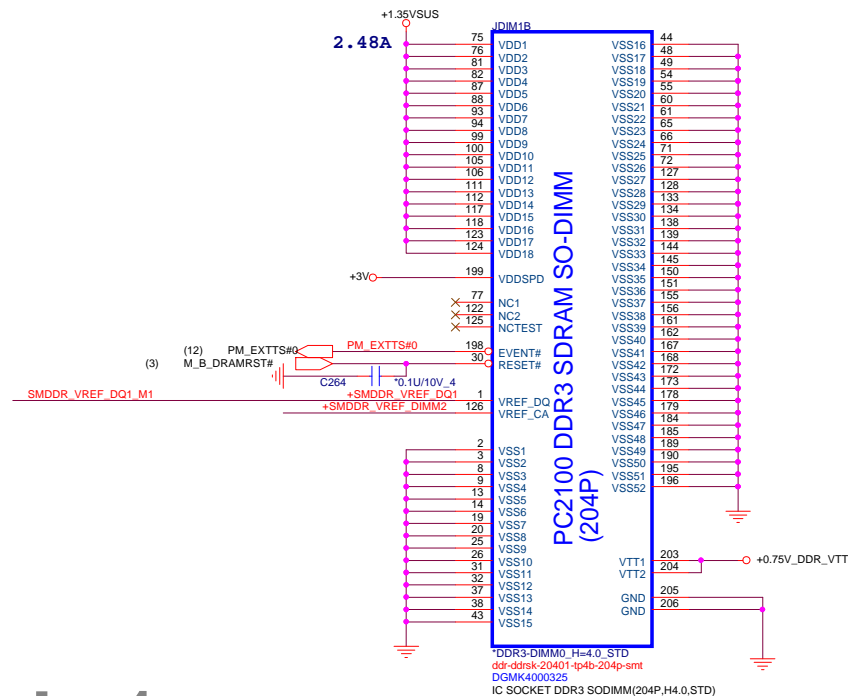 +1.35VSUS
2.48A
JDIM1B
75 VDD1
76 VDD2
81 VDD3
82 VDD4
87 VDD5
88 VDD6
93 VDD7
94 VDD8
99 VDD9
100 VDD10
105 VDD11
106 VDD12
111 VDD13
112 VDD14
117 VDD15
118 VDD16
123 VDD17
124 VDD18
+3V 199 VDDSPD
77 NC1
122 NC2
125 NCTEST
(12) PM_EXTTS#0 PM_EXTTS#0 198 EVENT#
(3) M_B_DRAMRST# 30 RESET#
C264 *0.1U/10V_4
SMDDR_VREF_DQ1_M1 +SMDDR_VREF_DQ1 1 VREF_DQ
+SMDDR_VREF_DIMM2 126 VREF_CA
2 VSS1
3 VSS2
8 VSS3
9 VSS4
13 VSS5
14 VSS6
19 VSS7
20 VSS8
25 VSS9
26 VSS10
31 VSS11
32 VSS12
37 VSS13
38 VSS14
43 VSS15
PC2100 DDR3 SDRAM SO-DIMM
(204P)
VSS16 44
VSS17 48
VSS18 49
VSS19 54
VSS20 55
VSS21 60
VSS22 61
VSS23 65
VSS24 66
VSS25 71
VSS26 72
VSS27 127
VSS28 128
VSS29 133
VSS30 134
VSS31 138
VSS32 139
VSS33 144
VSS34 145
VSS35 150
VSS36 151
VSS37 155
VSS38 156
VSS39 161
VSS40 162
VSS41 167
VSS42 168
VSS43 172
VSS44 173
VSS45 178
VSS46 179
VSS47 184
VSS48 185
VSS49 189
VSS50 190
VSS51 195
VSS52 196
VTT1 203
VTT2 204
+0.75V_DDR_VTT
GND 205
GND 206
*DDR3-DIMM0_H=4.0_STD
ddr-ddrsk-20401-tp4b-204p-smt
DGMK4000325
IC SOCKET DDR3 SODIMM(204P,H4.0,STD)